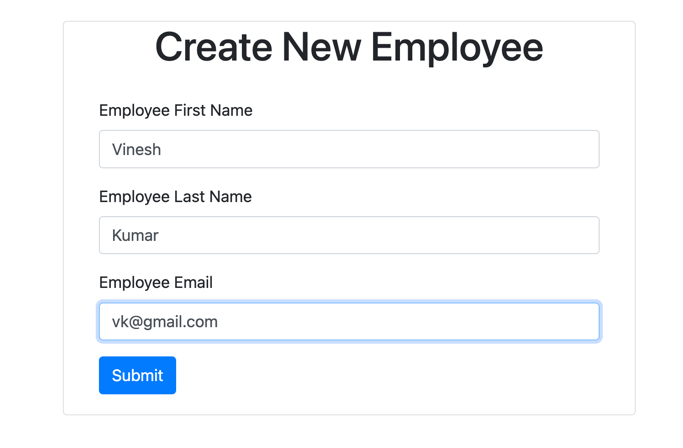 Create New Employee
Employee First Name
Vinesh
Employee Last Name
Kumar
Employee Email
vk@gmail.com
Submit